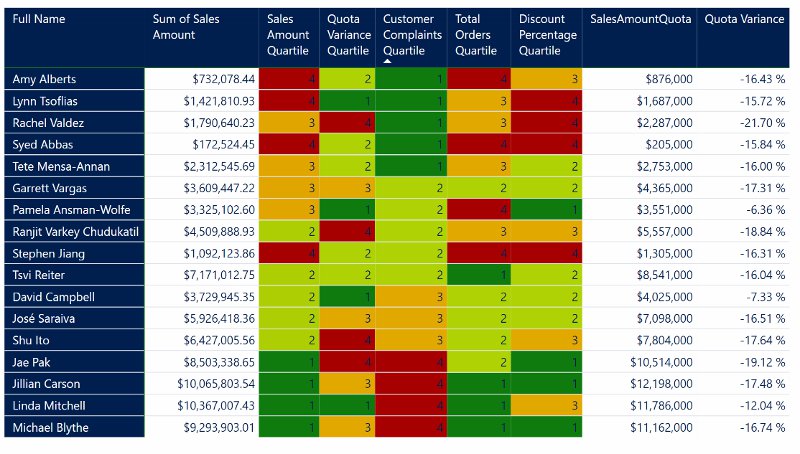 Full Name Sum of Sales Amount Sales Amount Quartile Quota Variance Quartile Customer Complaints Quartile Total Orders Quartile Discount Percentage Quartile SalesAmountQuota Quota Variance
Amy Alberts $732,078.44 4 2 1 4 3 $876,000 -16.43 %
Lynn Tsoflias $1,421,810.93 4 1 1 3 4 $1,687,000 -15.72 %
Rachel Valdez $1,790,640.23 3 4 1 3 4 $2,287,000 -21.70 %
Syed Abbas $172,524.45 4 2 1 4 4 $205,000 -15.84 %
Tete Mensa-Annan $2,312,545.69 3 2 1 3 2 $2,753,000 -16.00 %
Garrett Vargas $3,609,447.22 3 3 2 2 2 $4,365,000 -17.31 %
Pamela Ansman-Wolfe $3,325,102.60 3 1 2 4 1 $3,551,000 -6.36 %
Ranjit Varkey Chudukatil $4,509,888.93 2 4 2 3 3 $5,557,000 -18.84 %
Stephen Jiang $1,092,123.86 4 2 2 4 4 $1,305,000 -16.31 %
Tsvi Reiter $7,171,012.75 2 2 2 1 2 $8,541,000 -16.04 %
David Campbell $3,729,945.35 2 1 3 2 2 $4,025,000 -7.33 %
José Saraiva $5,926,418.36 2 3 3 2 2 $7,098,000 -16.51 %
Shu Ito $6,427,005.56 2 4 3 2 3 $7,804,000 -17.64 %
Jae Pak $8,503,338.65 1 4 4 2 1 $10,514,000 -19.12 %
Jillian Carson $10,065,803.54 1 3 4 1 1 $12,198,000 -17.48 %
Linda Mitchell $10,367,007.43 1 1 4 1 3 $11,786,000 -12.04 %
Michael Blythe $9,293,903.01 1 3 4 1 1 $11,162,000 -16.74 %